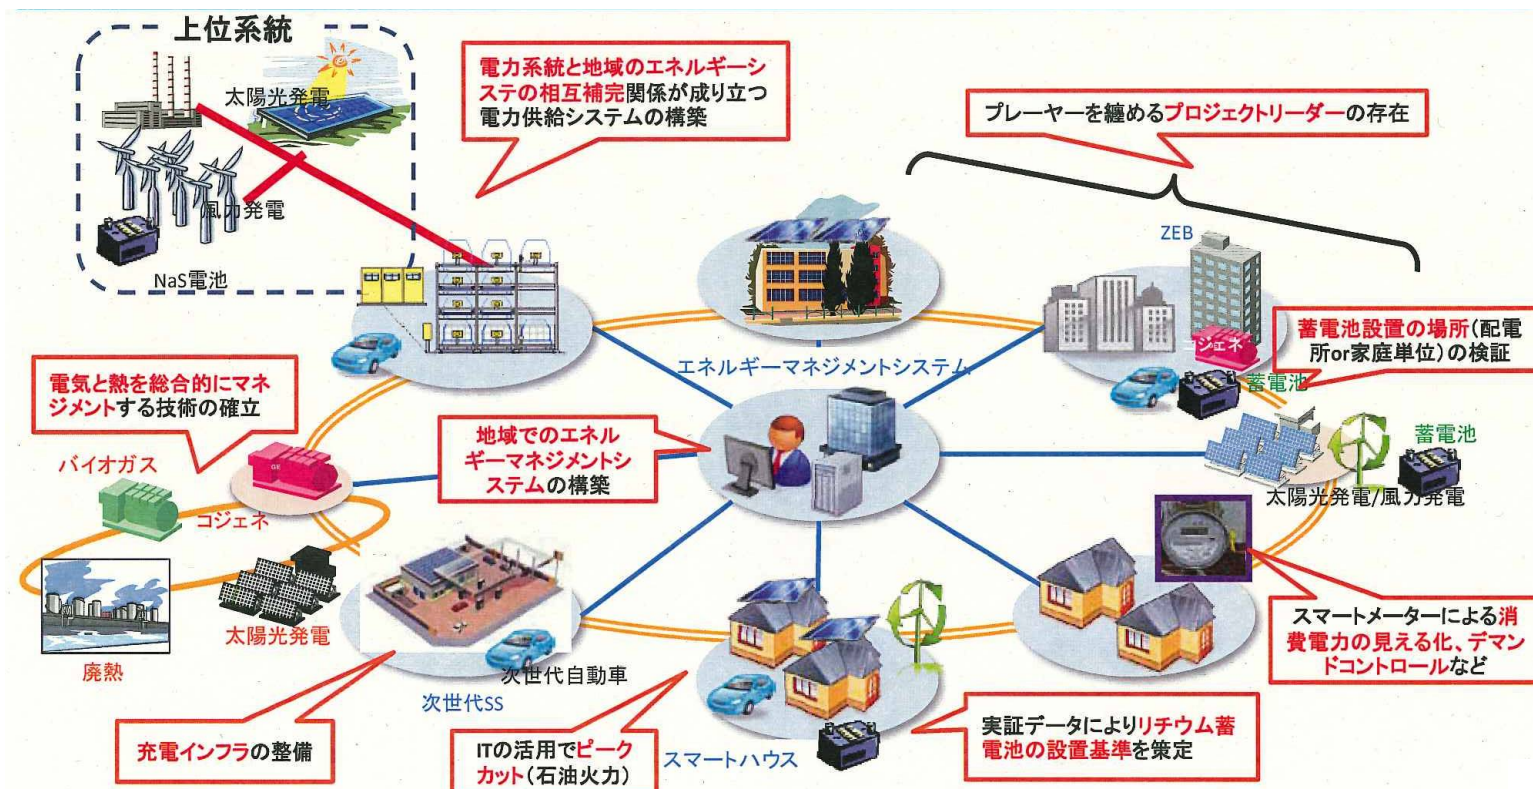 上位系統
太陽光発電
風力発電
NaS電池
電力系統と地域のエネルギーシ
ステの相互補完関係が成り立つ
電力供給システムの構築
プレーヤーを纏めるプロジェクトリーダーの存在
ZEB
コジェネ
蓄電池
蓄電池設置の場所(配電
所or家庭単位)の検証
エネルギーマネジメントシステム
電気と熱を総合的にマネ
ジメントする技術の確立
地域でのエネル
ギーマネジメントシ
ステムの構築
蓄電池
太陽光発電/風力発電
バイオガス
コジェネ
太陽光発電
廃熱
次世代自動車
次世代SS
スマートメーターによる消
費電力の見える化、デマン
ドコントロールなど
充電インフラの整備
ITの活用でピーク
カット(石油火力)
スマートハウス
実証データによりリチウム蓄
電池の設置基準を策定